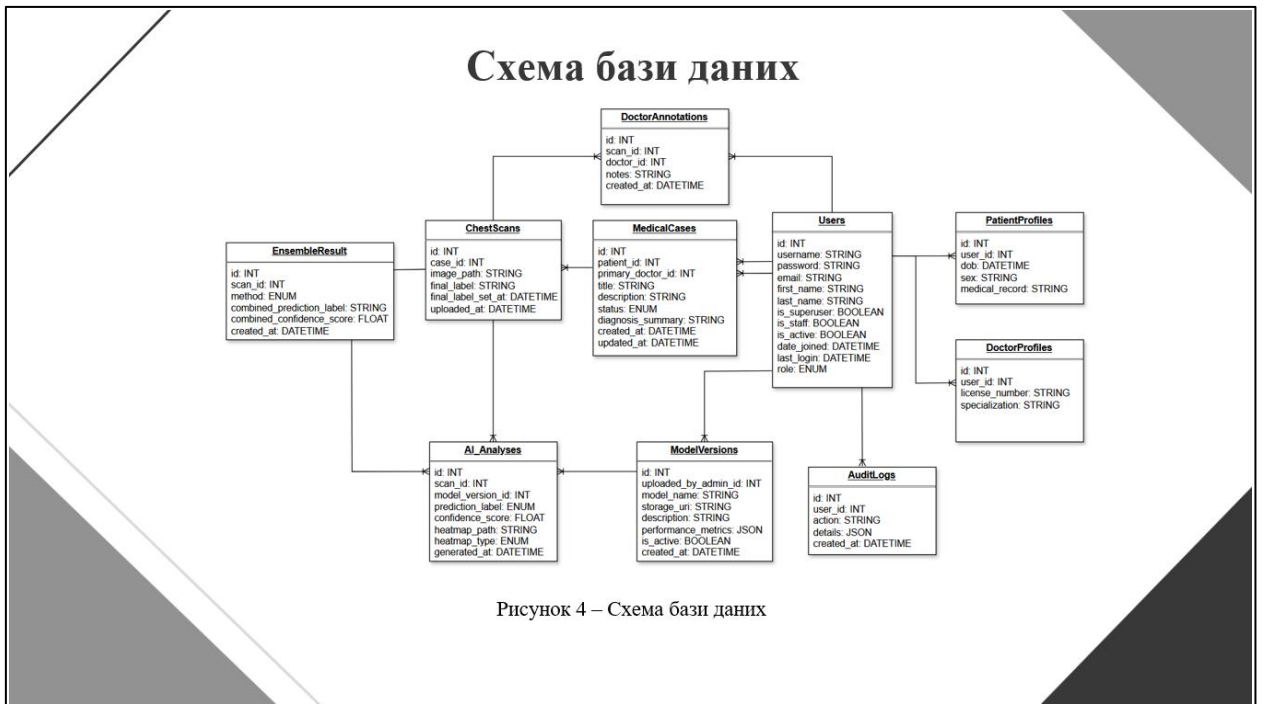 Схема бази даних
DoctorAnnotations
id: INT
scan_id: INT
doctor_id: INT
notes: STRING
created_at: DATETIME
EnsembleResult
id: INT
scan_id: INT
method: ENUM
combined_prediction_label: STRING
combined_confidence_score: FLOAT
created_at: DATETIME
ChestScans
id: INT
case_id: INT
image_path: STRING
final_label: STRING
final_label_set_at: DATETIME
uploaded_at: DATETIME
MedicalCases
id: INT
patient_id: INT
primary_doctor_id: INT
title: STRING
description: STRING
status: ENUM
diagnosis_summary: STRING
created_at: DATETIME
updated_at: DATETIME
Users
id: INT
username: STRING
password: STRING
email: STRING
first_name: STRING
last_name: STRING
is_superuser: BOOLEAN
is_staff: BOOLEAN
is_active: BOOLEAN
date_joined: DATETIME
last_login: DATETIME
role: ENUM
PatientProfiles
id: INT
user_id: INT
dob: DATETIME
sex: STRING
medical_record: STRING
DoctorProfiles
id: INT
user_id: INT
license_number: STRING
specialization: STRING
AI_Analyses
id: INT
scan_id: INT
model_version_id: INT
prediction_label: ENUM
confidence_score: FLOAT
heatmap_path: STRING
heatmap_type: ENUM
generated_at: DATETIME
ModelVersions
id: INT
uploaded_by_admin_id: INT
model_name: STRING
storage_uri: STRING
description: STRING
performance_metrics: JSON
is_active: BOOLEAN
created_at: DATETIME
AuditLogs
id: INT
user_id: INT
action: STRING
details: JSON
created_at: DATETIME
Рисунок 4 – Схема бази даних